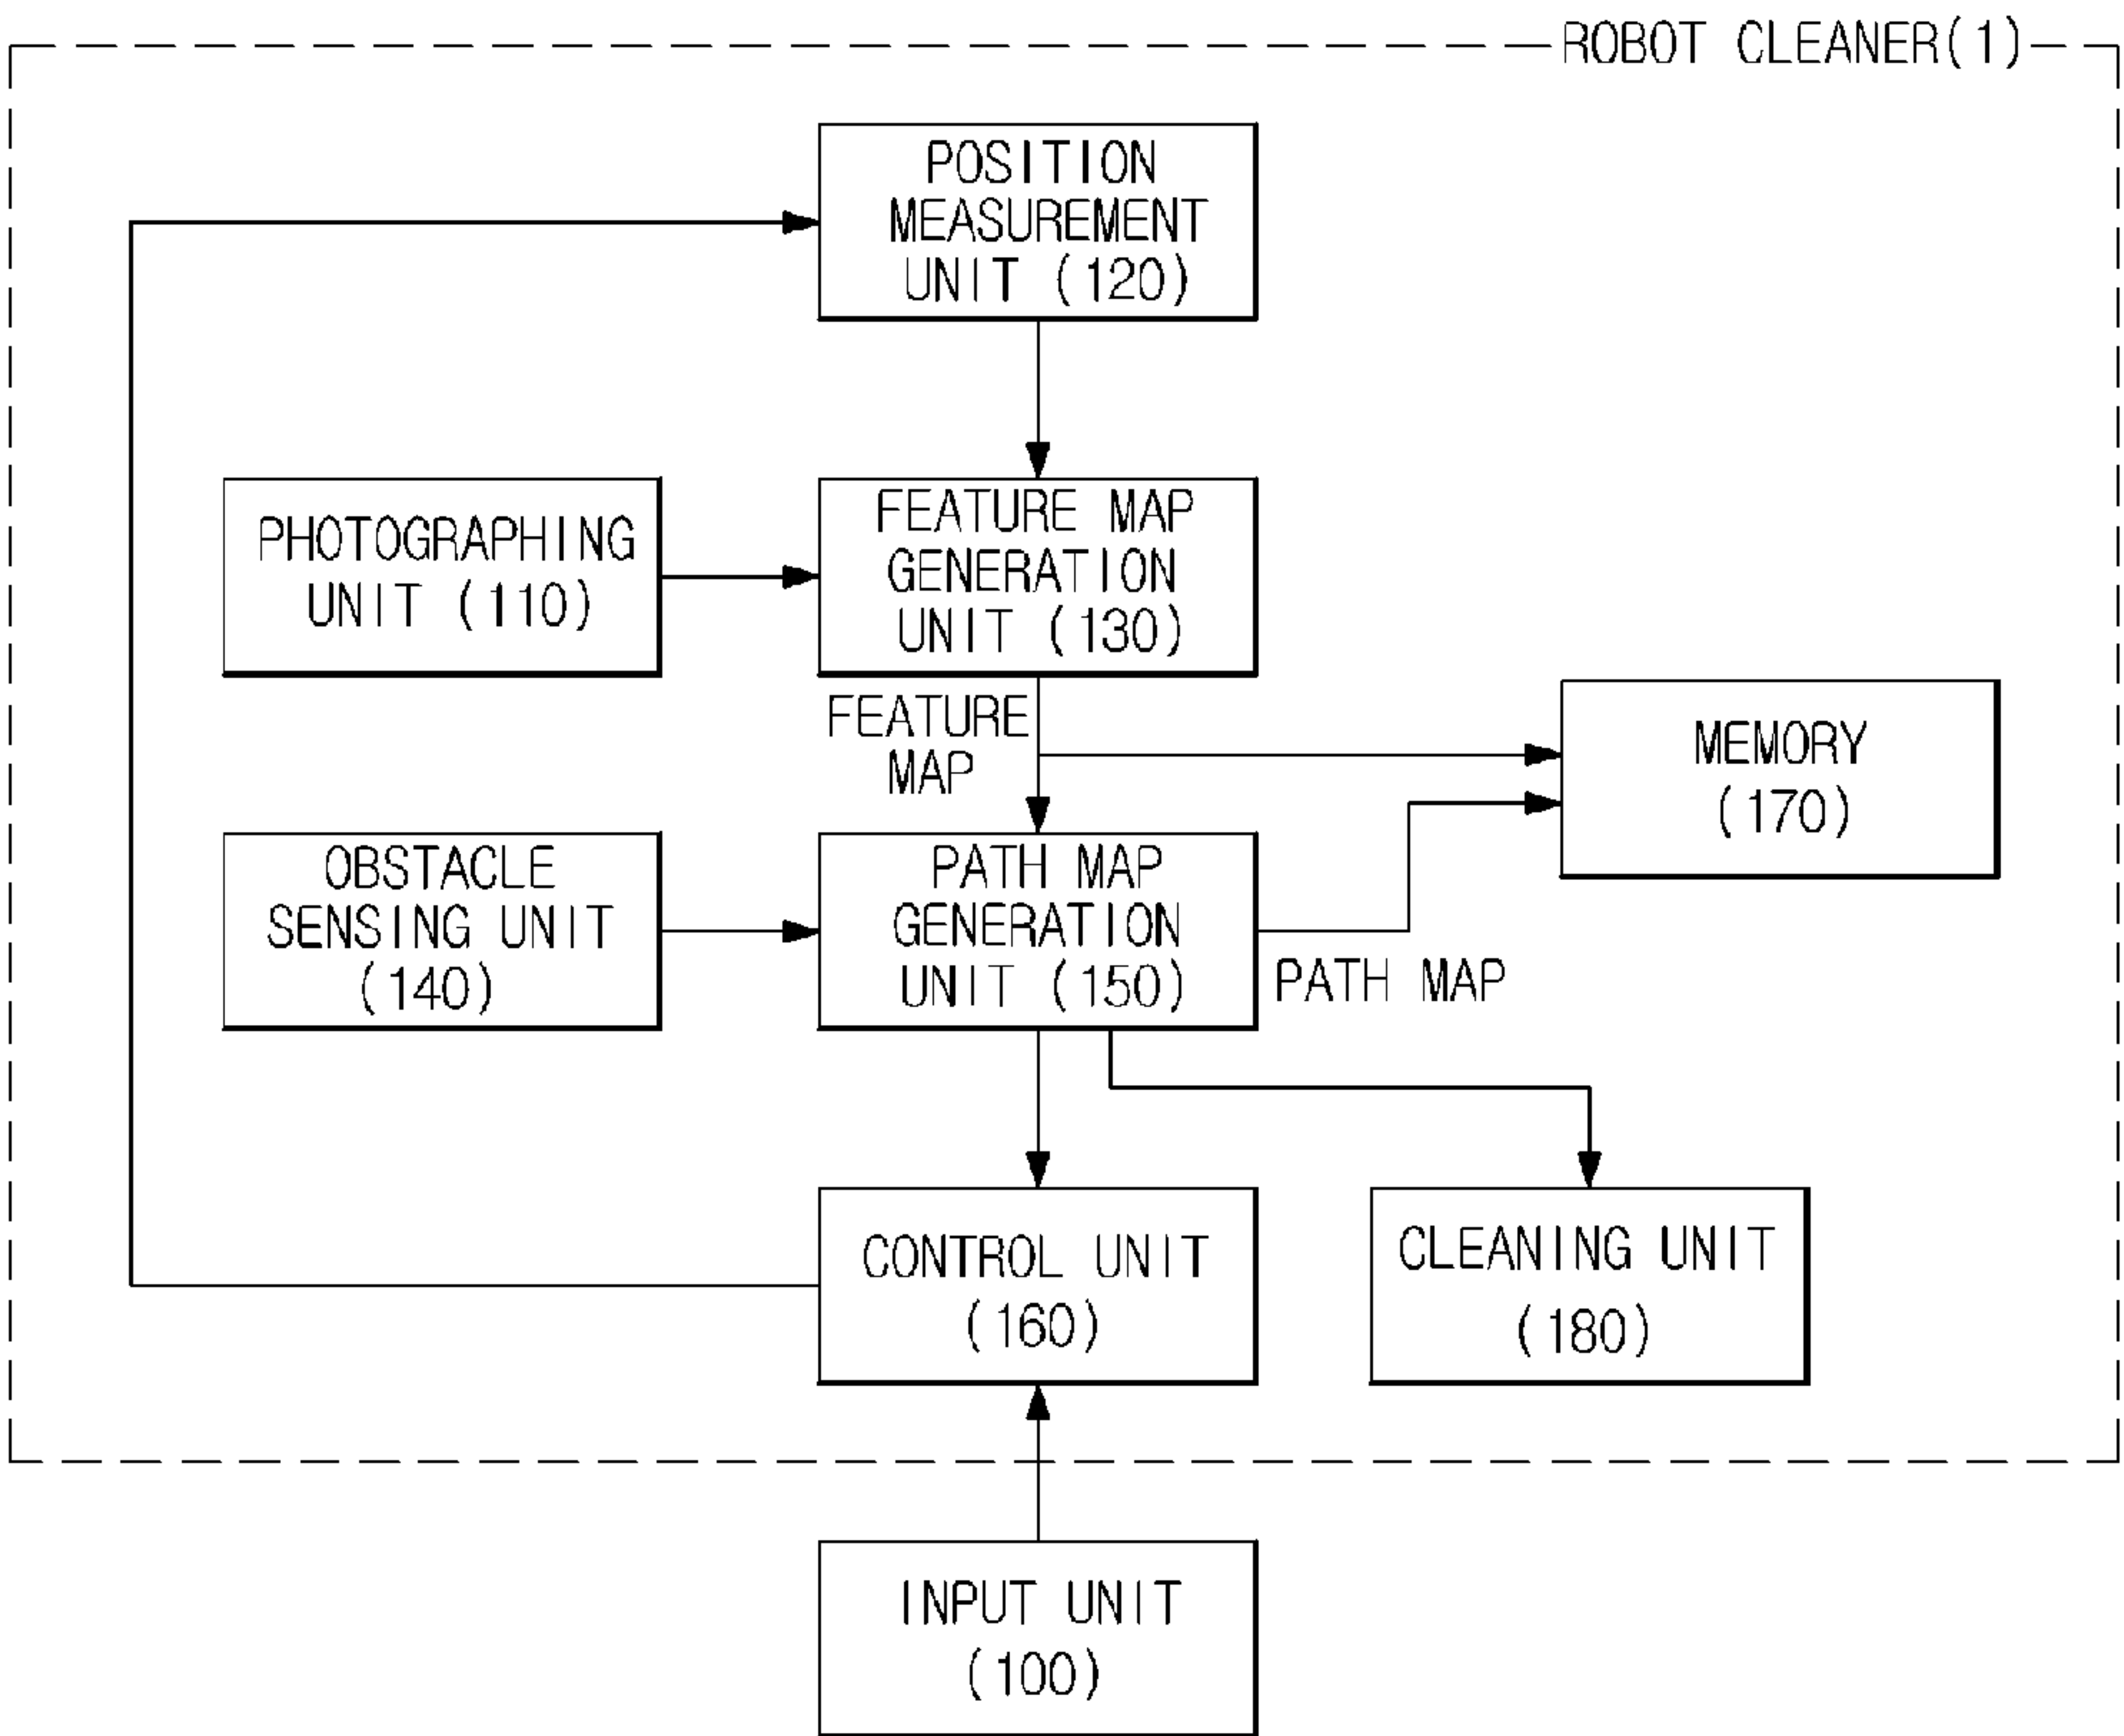 ROBOT CLEANER(1)
POSITION
MEASUREMENT
UNIT (120)
PHOTOGRAPHING
UNIT (110)
FEATURE MAP
GENERATION
UNIT (130)
FEATURE
MAP
MEMORY
(170)
OBSTACLE
SENSING UNIT
(140)
PATH MAP
GENERATION
UNIT (150)
PATH MAP
CONTROL UNIT
(160)
CLEANING UNIT
(180)
INPUT UNIT
(100)